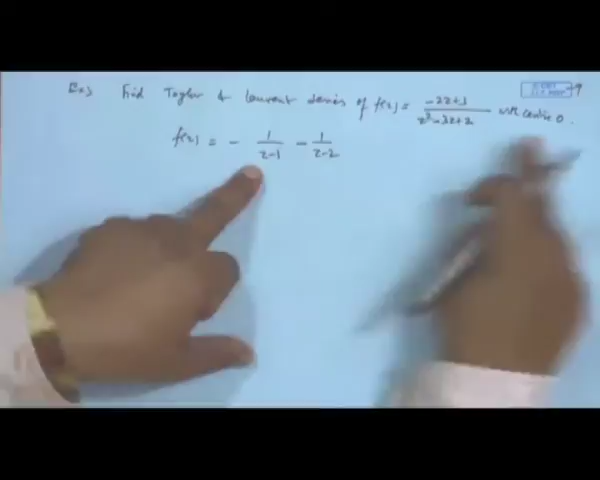 Ex) Find Taylor & Laurent Series of f(z) = -2z+3 / z²-3z+2 with centre 0.
f(z) = - 1/z-1 - 1/z-2